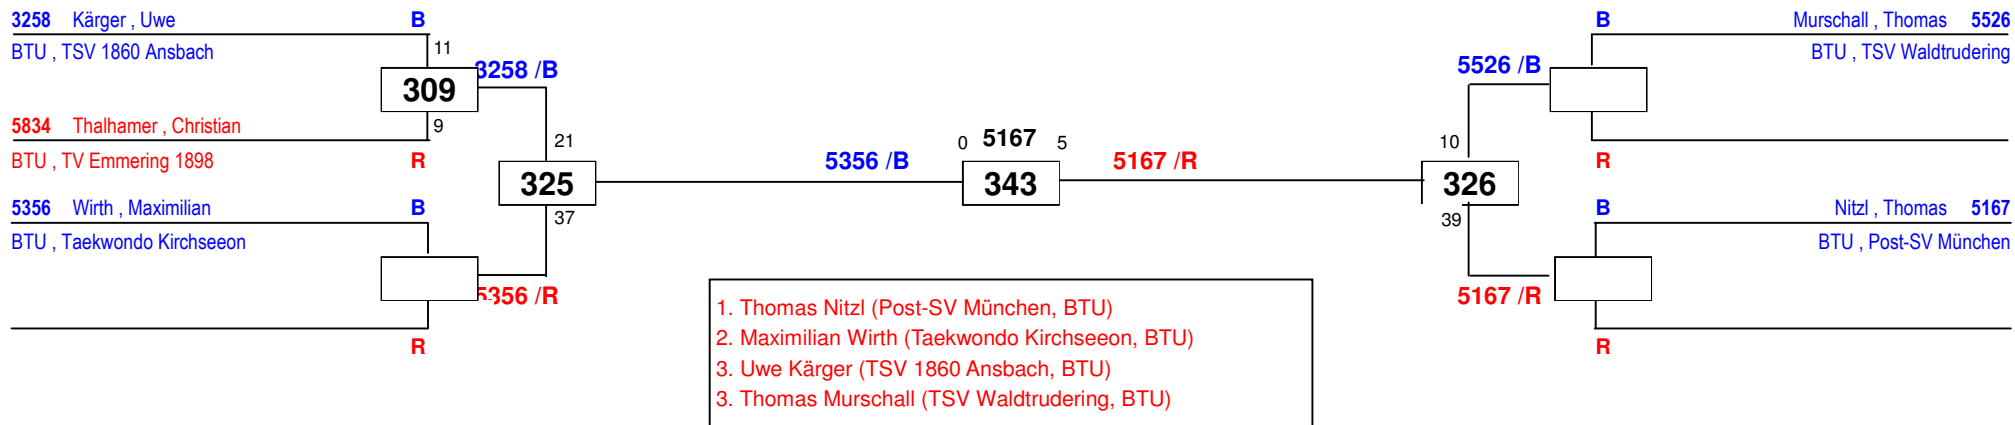 3258 Kärger , Uwe B
BTU , TSV 1860 Ansbach
11
309
3258 /B
5834 Thalhamer , Christian
9
BTU , TV Emmering 1898 R
21
325
37
5356 Wirth , Maximilian B
BTU , Taekwondo Kirchseeon
5356 /R
R
5356 /B
0 5167 5
343
5167 /R
B Murschall , Thomas 5526
BTU , TSV Waldtrudering
5526 /B
R
10
326
39
B Nitzl , Thomas 5167
BTU , Post-SV München
5167 /R
R
1. Thomas Nitzl (Post-SV München, BTU)
2. Maximilian Wirth (Taekwondo Kirchseeon, BTU)
3. Uwe Kärger (TSV 1860 Ansbach, BTU)
3. Thomas Murschall (TSV Waldtrudering, BTU)